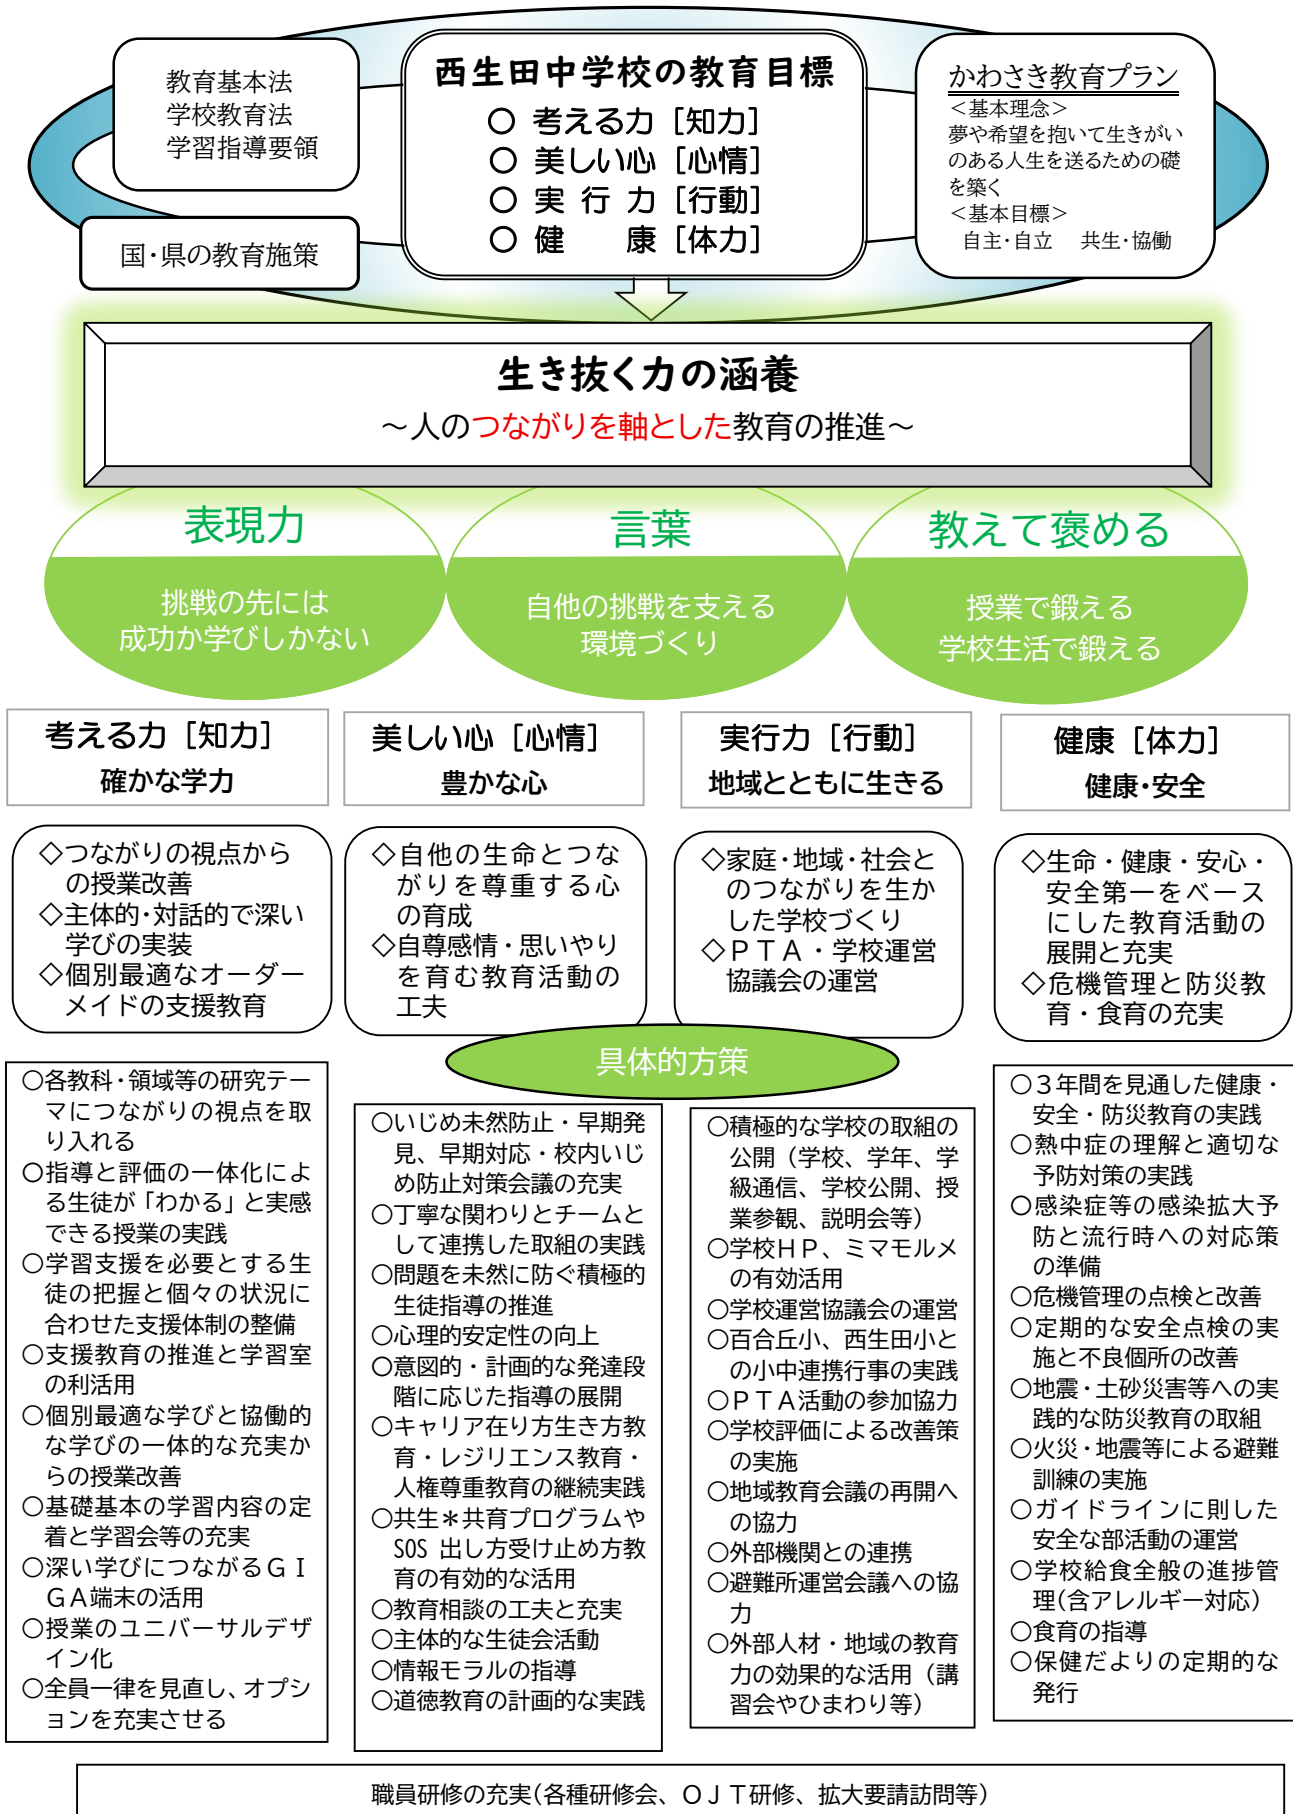 教育基本法
学校教育法
学習指導要領
国・県の教育施策
西生田中学校の教育目標
○ 考える力［知力］
○ 美しい心［心情］
○ 実 行 力［行動］
○ 健　　康［体力］
かわさき教育プラン
＜基本理念＞
夢や希望を抱いて生きがい
のある人生を送るための礎
を築く
＜基本目標＞
自主・自立　共生・協働
生き抜く力の涵養
～人のつながりを軸とした教育の推進～
表現力
挑戦の先には
成功か学びしかない
言葉
自他の挑戦を支える
環境づくり
教えて褒める
授業で鍛える
学校生活で鍛える
考える力［知力］
確かな学力
美しい心［心情］
豊かな心
実行力［行動］
地域とともに生きる
健康［体力］
健康・安全
◇つながりの視点から
の授業改善
◇主体的・対話的で深い
学びの実装
◇個別最適なオーダー
メイドの支援教育
◇自他の生命とつな
がりを尊重する心
の育成
◇自尊感情・思いやり
を育む教育活動の
工夫
◇家庭・地域・社会と
のつながりを生か
した学校づくり
◇ＰＴＡ・学校運営
協議会の運営
◇生命・健康・安心・
安全第一をベース
にした教育活動の
展開と充実
◇危機管理と防災教
育・食育の充実
具体的方策
○各教科・領域等の研究テー
マにつながりの視点を取
り入れる
○指導と評価の一体化によ
る生徒が「わかる」と実感
できる授業の実践
○学習支援を必要とする生
徒の把握と個々の状況に
合わせた支援体制の整備
○支援教育の推進と学習室
の利活用
○個別最適な学びと協働的
な学びの一体的な充実か
らの授業改善
○基礎基本の学習内容の定
着と学習会等の充実
○深い学びにつながるＧＩ
ＧＡ端末の活用
○授業のユニバーサルデザ
イン化
○全員一律を見直し、オプシ
ョンを充実させる
○いじめ未然防止・早期発
見、早期対応・校内いじ
め防止対策会議の充実
○丁寧な関わりとチームと
して連携した取組の実践
○問題を未然に防ぐ積極的
生徒指導の推進
○心理的安定性の向上
○意図的・計画的な発達段
階に応じた指導の展開
○キャリア在り方生き方教
育・レジリエンス教育・
人権尊重教育の継続実践
○共生＊共育プログラムや
SOS 出し方受け止め方教
育の有効的な活用
○教育相談の工夫と充実
○主体的な生徒会活動
○情報モラルの指導
○道徳教育の計画的な実践
○積極的な学校の取組の
公開（学校、学年、学
級通信、学校公開、授
業参観、説明会等）
○学校ＨＰ、ミマモルメ
の有効活用
○学校運営協議会の運営
○百合丘小、西生田小と
の小中連携行事の実践
○ＰＴＡ活動の参加協力
○学校評価による改善策
の実施
○地域教育会議の再開へ
の協力
○外部機関との連携
○避難所運営会議への協
力
○外部人材・地域の教育
力の効果的な活用（講
習会やひまわり等）
○３年間を見通した健康・
安全・防災教育の実践
○熱中症の理解と適切な
予防対策の実践
○感染症等の感染拡大予
防と流行時への対応策
の準備
○危機管理の点検と改善
○定期的な安全点検の実
施と不良個所の改善
○地震・土砂災害等への実
践的な防災教育の取組
○火災・地震等による避難
訓練の実施
○ガイドラインに則した
安全な部活動の運営
○学校給食全般の進捗管
理(含アレルギー対応)
○食育の指導
○保健だよりの定期的な
発行
職員研修の充実(各種研修会、ＯＪＴ研修、拡大要請訪問等)